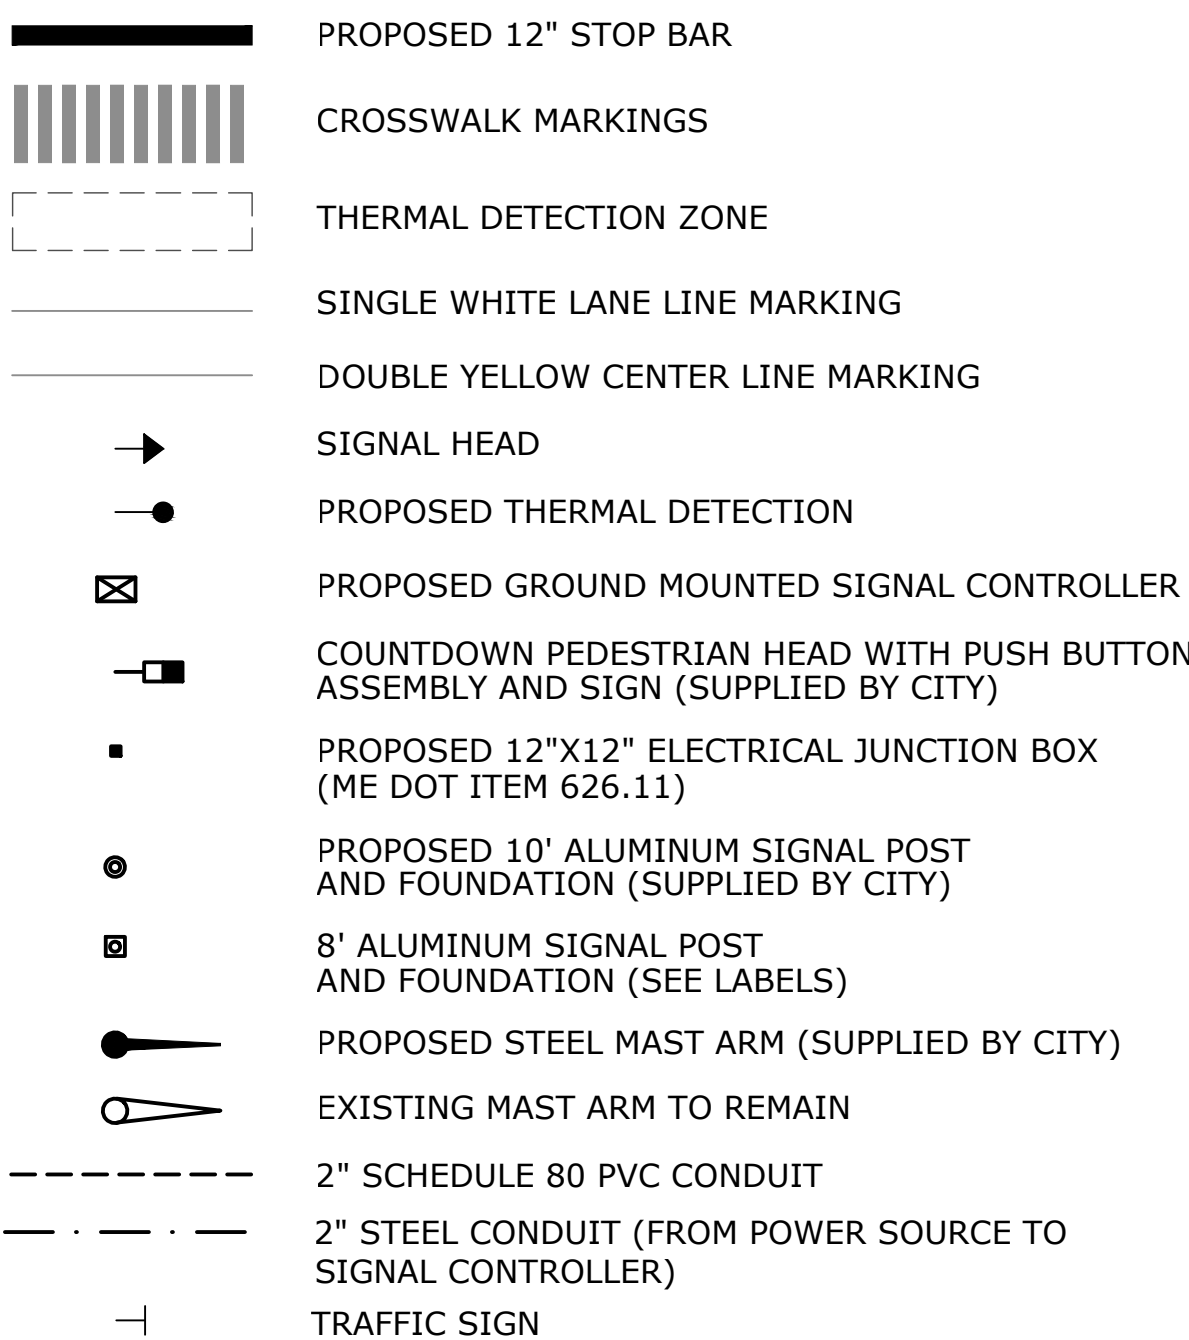 PROPOSED 12" STOP BAR
CROSSWALK MARKINGS
THERMAL DETECTION ZONE
SINGLE WHITE LANE LINE MARKING
DOUBLE YELLOW CENTER LINE MARKING
SIGNAL HEAD
PROPOSED THERMAL DETECTION
PROPOSED GROUND MOUNTED SIGNAL CONTROLLER
COUNTDOWN PEDESTRIAN HEAD WITH PUSH BUTTON
ASSEMBLY AND SIGN (SUPPLIED BY CITY)
PROPOSED 12"X12" ELECTRICAL JUNCTION BOX
(ME DOT ITEM 626.11)
PROPOSED 10' ALUMINUM SIGNAL POST
AND FOUNDATION (SUPPLIED BY CITY)
8' ALUMINUM SIGNAL POST
AND FOUNDATION (SEE LABELS)
PROPOSED STEEL MAST ARM (SUPPLIED BY CITY)
EXISTING MAST ARM TO REMAIN
2" SCHEDULE 80 PVC CONDUIT
2" STEEL CONDUIT (FROM POWER SOURCE TO
SIGNAL CONTROLLER)
TRAFFIC SIGN